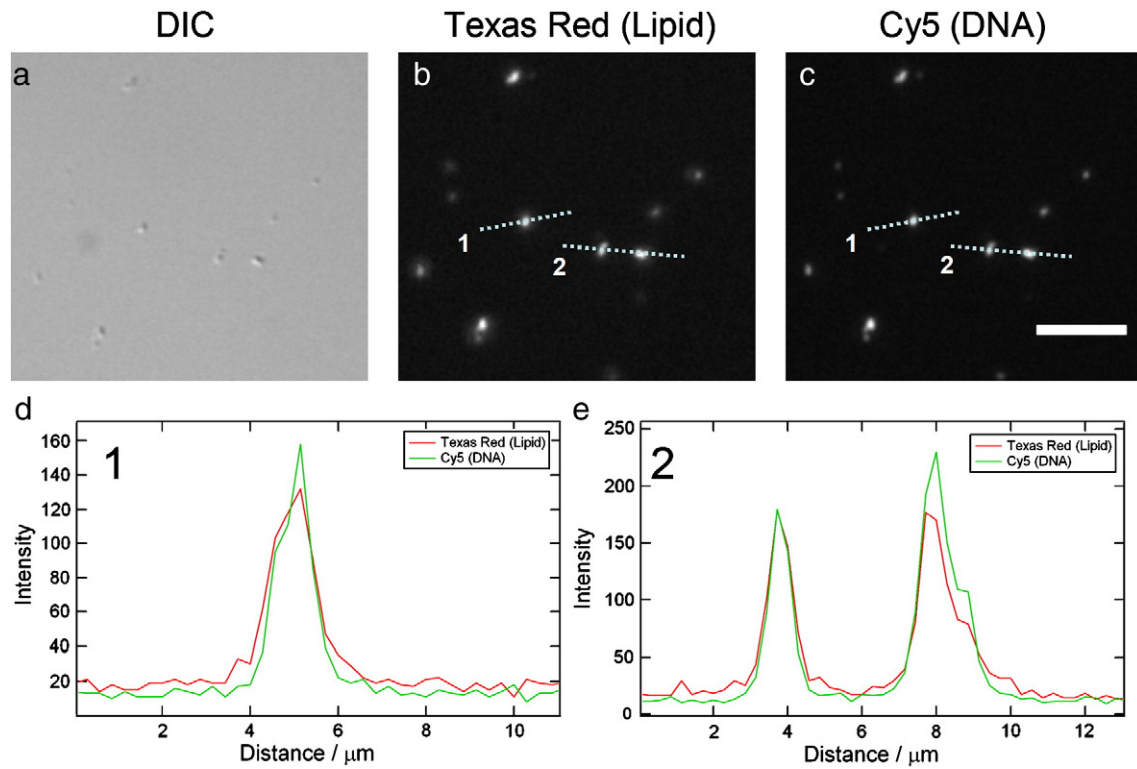 DIC
Texas Red (Lipid)
Cy5 (DNA)
a
b
c
1
2
1
2
d
1
Texas Red (Lipid)
Cy5 (DNA)
160
140
120
100
80
60
40
20
Intensity
2
4
6
8
10
Distance / μm
e
2
Texas Red (Lipid)
Cy5 (DNA)
250
200
150
100
50
0
Intensity
2
4
6
8
10
12
Distance / μm